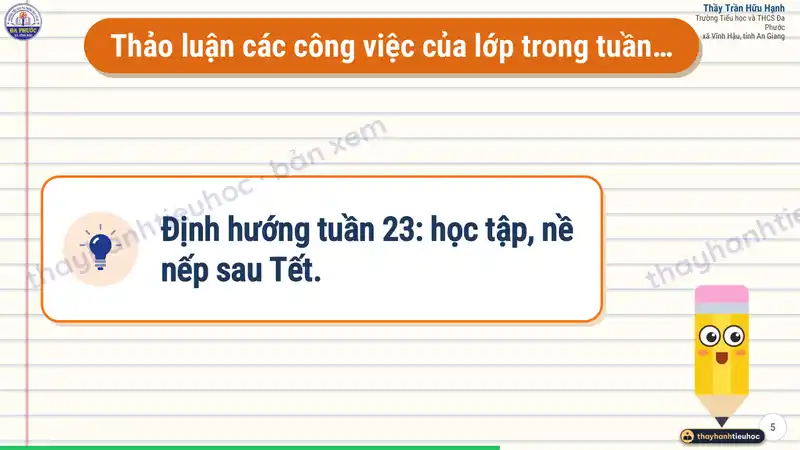 Thầy Trần Hữu Hạnh
Trường Tiểu học và THCS Đa
Phước
xã Vĩnh Hậu, tỉnh An Giang
ĐA PHƯỚC
Thảo luận các công việc của lớp trong tuần...
thayhanhtieuhoc · bản xem
Định hướng tuần 23: học tập, nề
nếp sau Tết.
thayhanhtie
thayhanhtieuhoc
5